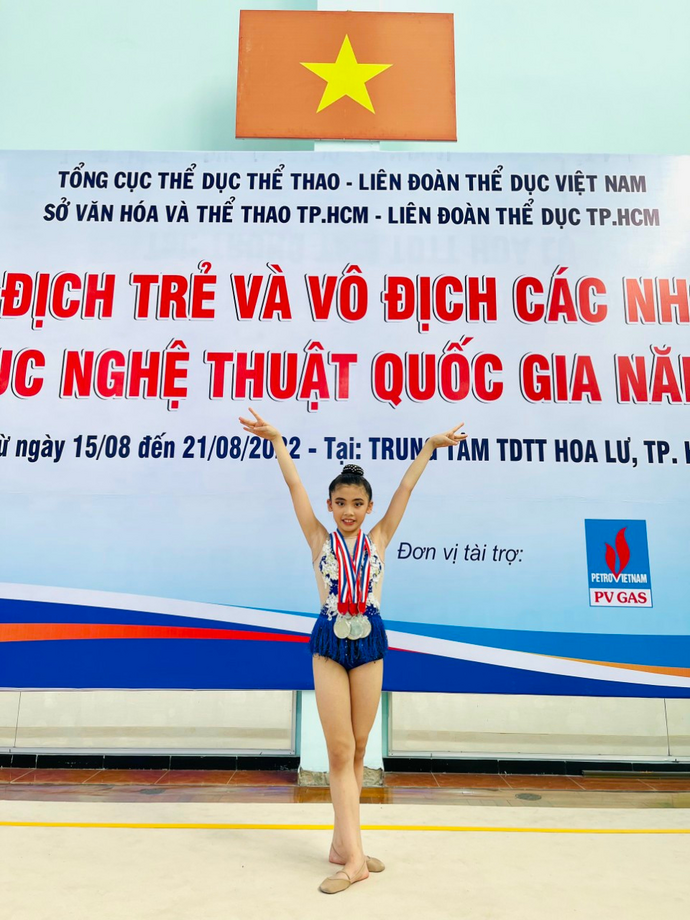 TỔNG CỤC THỂ DỤC THỂ THAO - LIÊN ĐOÀN THỂ DỤC VIỆT NAM
SỞ VĂN HÓA VÀ THỂ THAO TP.HCM - LIÊN ĐOÀN THỂ DỤC TP.HCM
ĐỊCH TRẺ VÀ VÔ ĐỊCH CÁC NH
ỤC NGHỆ THUẬT QUỐC GIA NĂ
ừ ngày 15/08 đến 21/08/2022 - Tại: TRUNG TÂM TDTT HOA LƯ, TP.
Đơn vị tài trợ:
PETROVIETNAM
PV GAS